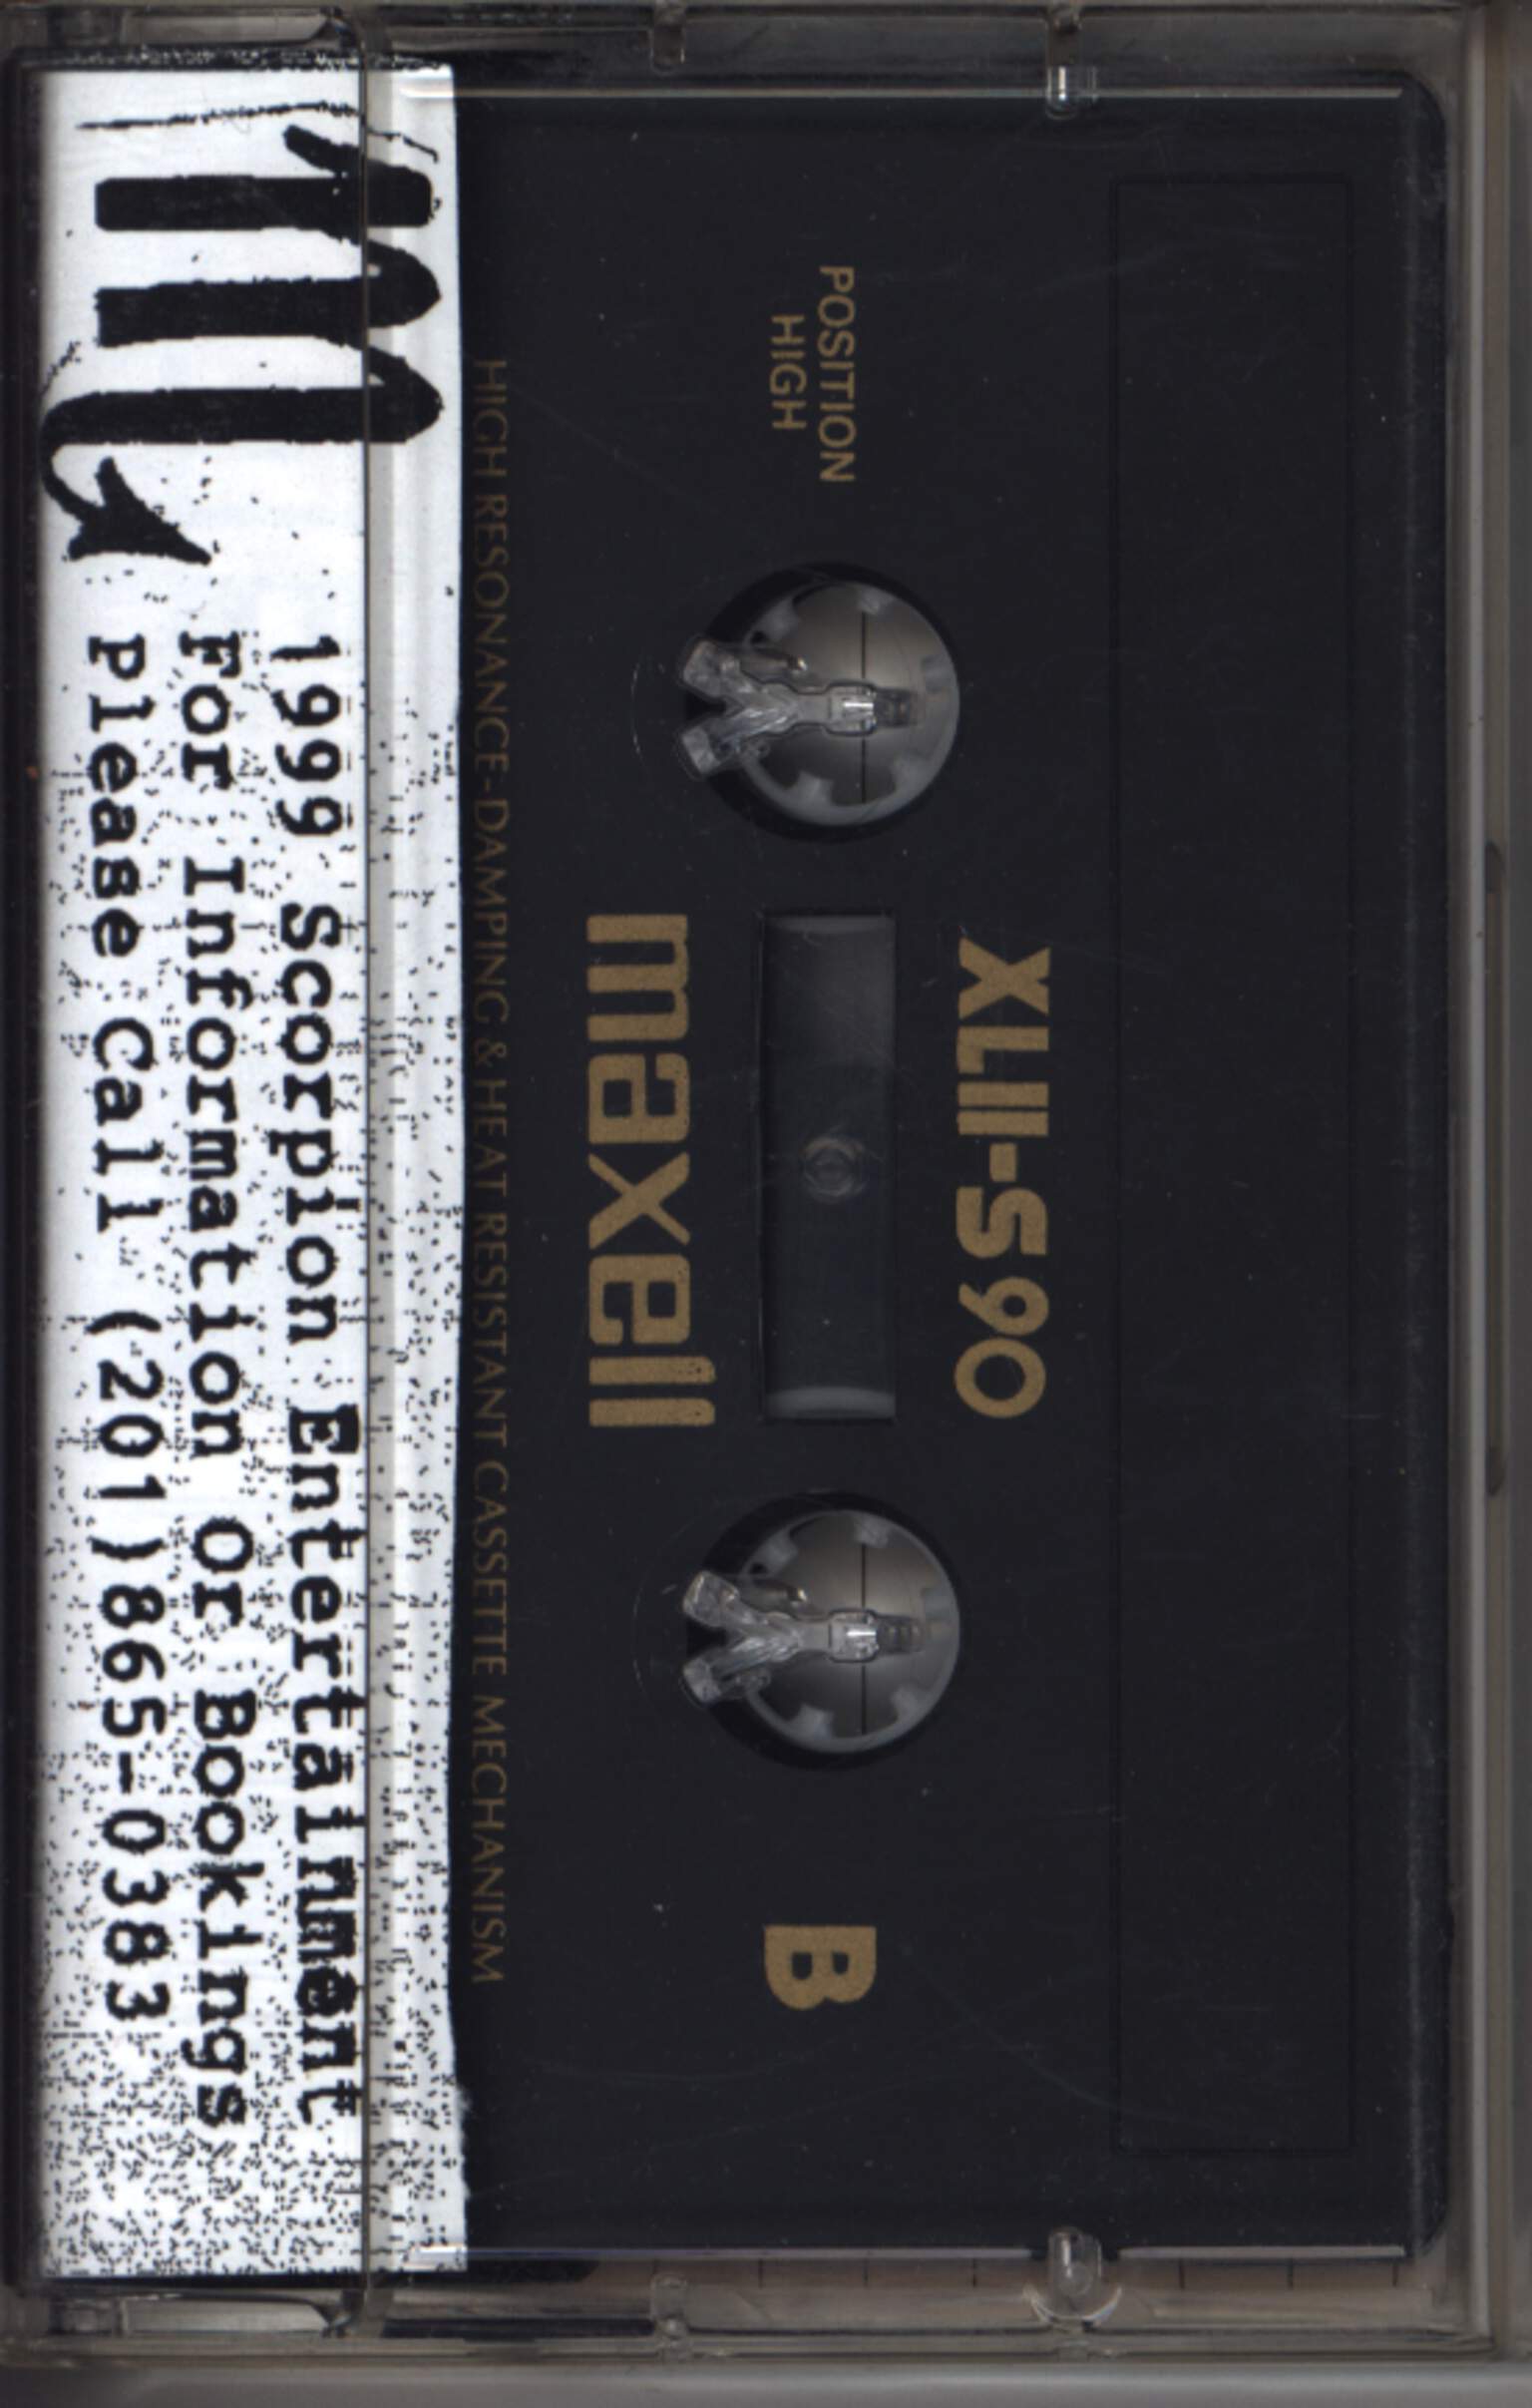 1999 Scorpion Entertainment
For Information Or Bookings
Please Call (201)865-0383
POSITION
HIGH
XLII-S 90
maxell
B
HIGH RESONANCE-DAMPING & HEAT RESISTANT CASSETTE MECHANISM